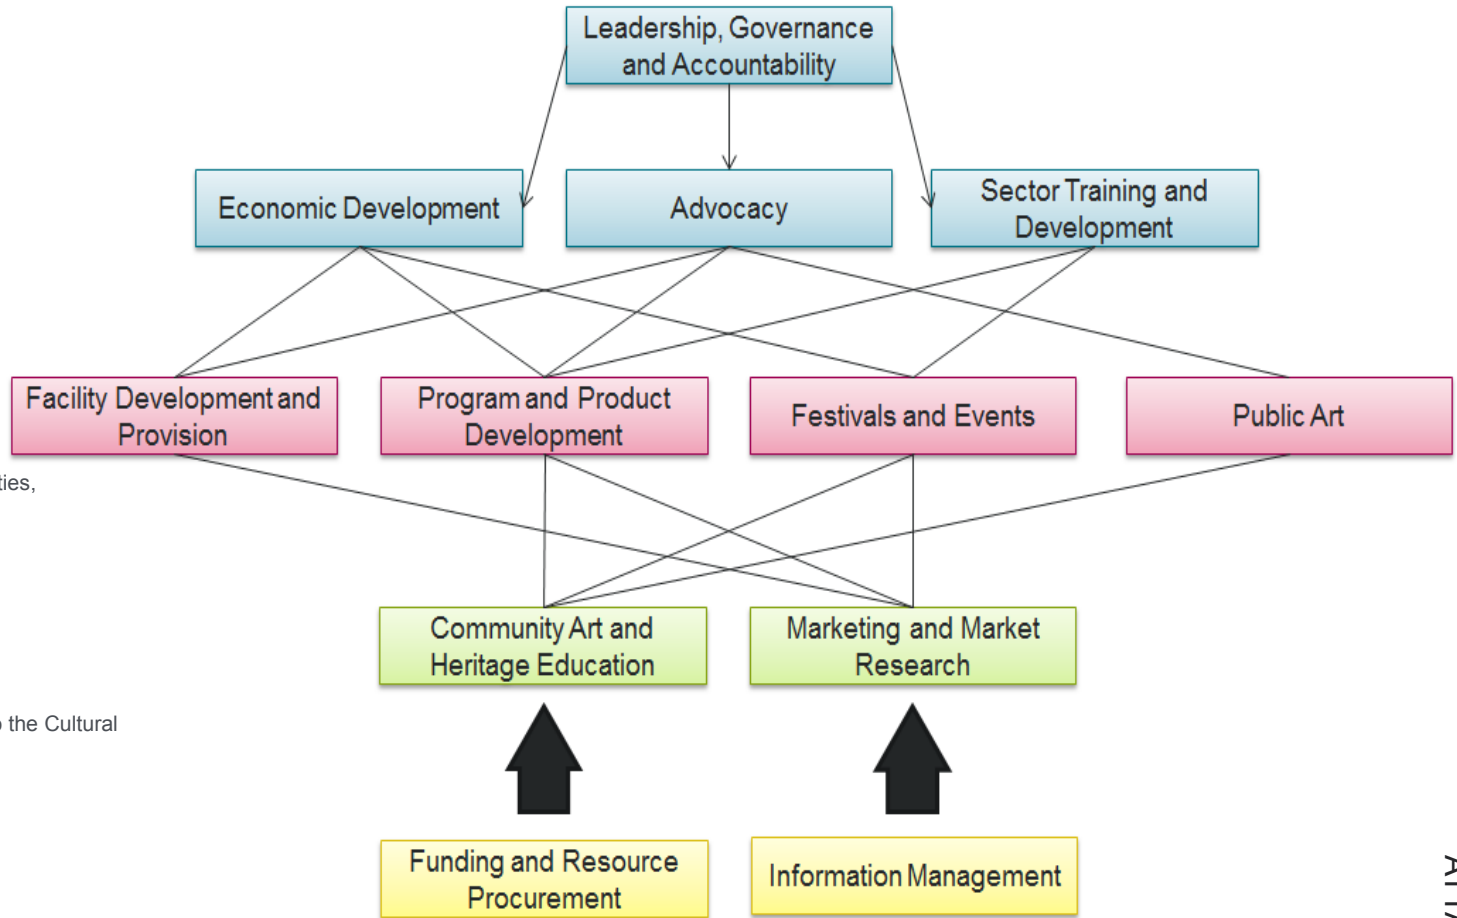 Leadership, Governance
and Accountability
Economic Development
Advocacy
Sector Training and
Development
Facility Development and
Provision
Program and Product
Development
Festivals and Events
Public Art
ties,
Community Art and
Heritage Education
Marketing and Market
Research
the Cultural
Funding and Resource
Procurement
Information Management